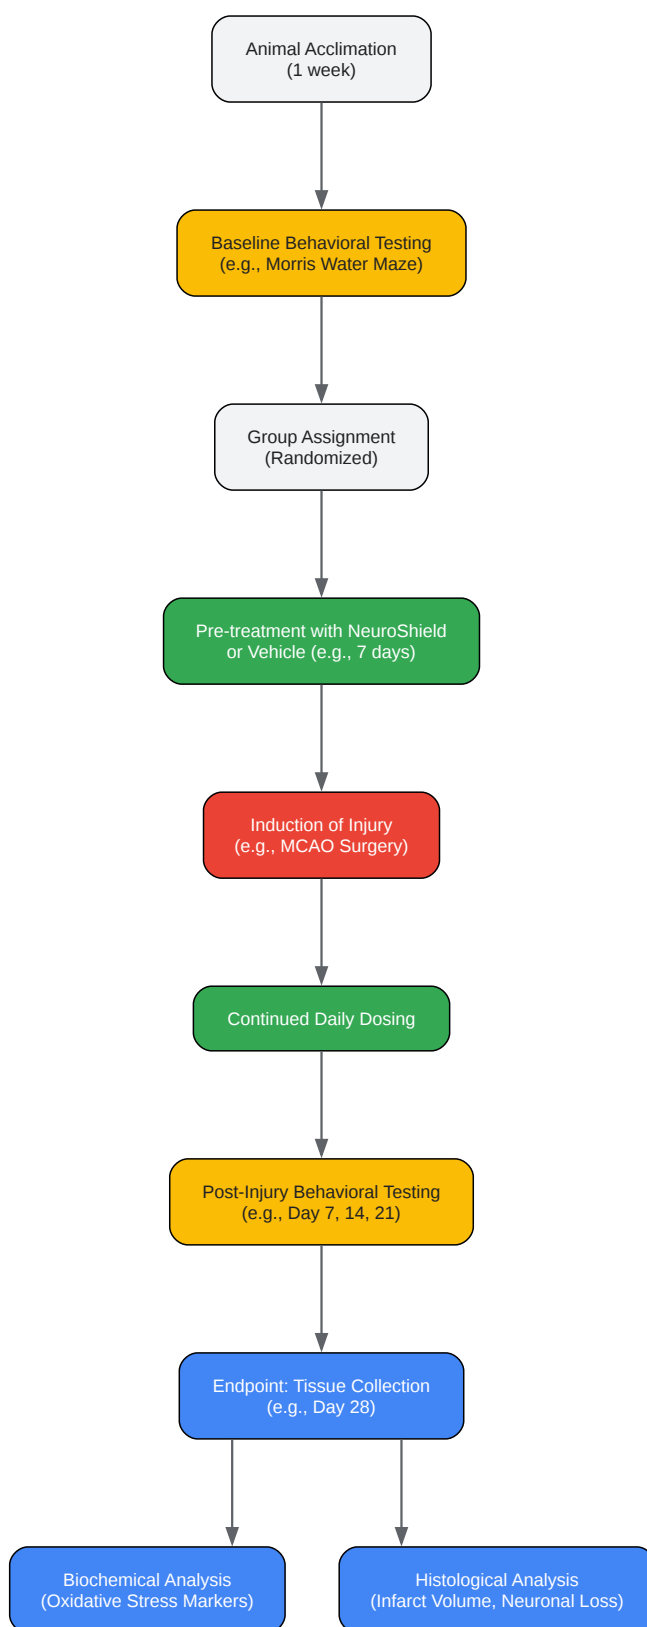 Animal Acclimation
(1 week)
Baseline Behavioral Testing
(e.g., Morris Water Maze)
Group Assignment
(Randomized)
Pre-treatment with NeuroShield
or Vehicle (e.g., 7 days)
Induction of Injury
(e.g., MCAO Surgery)
Continued Daily Dosing
Post-Injury Behavioral Testing
(e.g., Day 7, 14, 21)
Endpoint: Tissue Collection
(e.g., Day 28)
Biochemical Analysis
(Oxidative Stress Markers)
Histological Analysis
(Infarct Volume, Neuronal Loss)